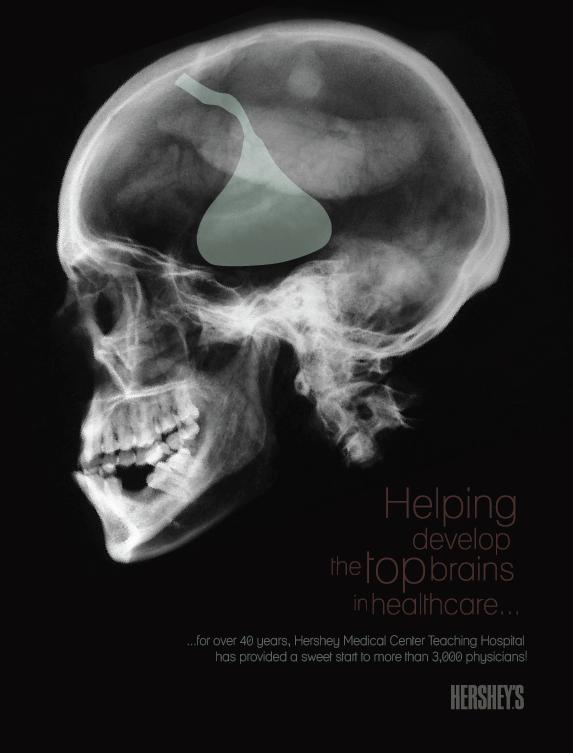 Helping
develop
the top brains
in healthcare...
...for over 40 years, Hershey Medical Center Teaching Hospital
has provided a sweet start to more than 3,000 physicians!
HERSHEY'S